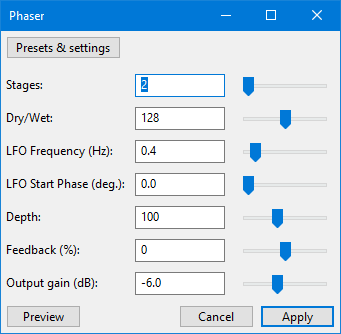 Phaser
Presets & settings
Stages: 2
Dry/Wet: 128
LFO Frequency (Hz): 0.4
LFO Start Phase (deg.): 0.0
Depth: 100
Feedback (%): 0
Output gain (dB): -6.0
Preview Cancel Apply